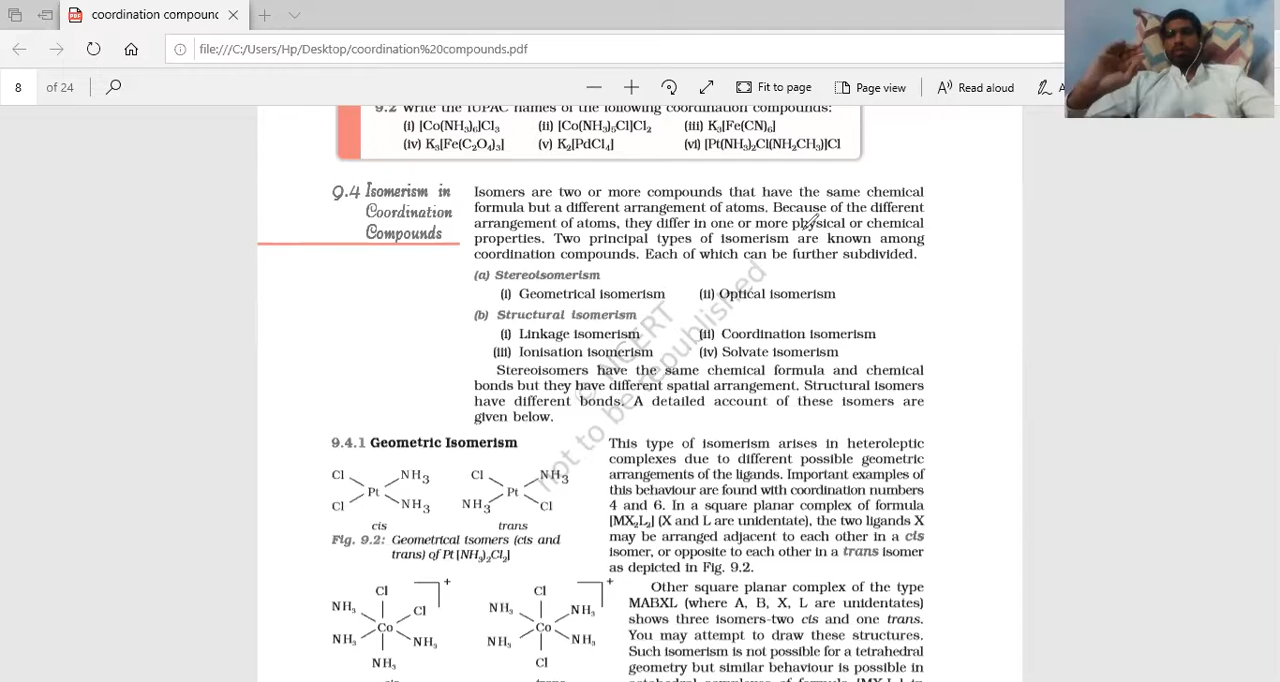 coordination compounc
file:///C:/Users/Hp/Desktop/coordination%20compounds.pdf
8 of 24
Fit to page
Page view
Read aloud
9.2 Write the IUPAC names of the following coordination compounds:
(i) [Co(NH₃)₆]Cl₃ (ii) [Co(NH₃)₅Cl]Cl₂ (iii) K₃[Fe(CN)₆]
(iv) K₃[Fe(C₂O₄)₃] (v) K₂[PdCl₄] (vi) [Pt(NH₃)₂Cl(NH₂CH₃)]Cl
9.4 Isomerism in
Coordination
Compounds
Isomers are two or more compounds that have the same chemical
formula but a different arrangement of atoms. Because of the different
arrangement of atoms, they differ in one or more physical or chemical
properties. Two principal types of isomerism are known among
coordination compounds. Each of which can be further subdivided.
(a) Stereoisomerism
(i) Geometrical isomerism (ii) Optical isomerism
(b) Structural isomerism
(i) Linkage isomerism (ii) Coordination isomerism
(iii) Ionisation isomerism (iv) Solvate isomerism
Stereoisomers have the same chemical formula and chemical
bonds but they have different spatial arrangement. Structural isomers
have different bonds. A detailed account of these isomers are
given below.
© NCERT
not to be republished
9.4.1 Geometric Isomerism
Cl NH₃ Cl NH₃
Pt Pt
Cl NH₃ NH₃ Cl
cis trans
Fig. 9.2: Geometrical isomers (cis and
trans) of Pt [NH₃)₂Cl₂]
This type of isomerism arises in heteroleptic
complexes due to different possible geometric
arrangements of the ligands. Important examples of
this behaviour are found with coordination numbers
4 and 6. In a square planar complex of formula
[MX₂L₂] (X and L are unidentate), the two ligands X
may be arranged adjacent to each other in a cis
isomer, or opposite to each other in a trans isomer
as depicted in Fig. 9.2.
Cl + Cl +
NH₃ Cl NH₃ NH₃
Co Co
NH₃ NH₃ NH₃ NH₃
NH₃ Cl
Other square planar complex of the type
MABXL (where A, B, X, L are unidentates)
shows three isomers-two cis and one trans.
You may attempt to draw these structures.
Such isomerism is not possible for a tetrahedral
geometry but similar behaviour is possible in
octahedral complexes of formula [MX₂L₄] in